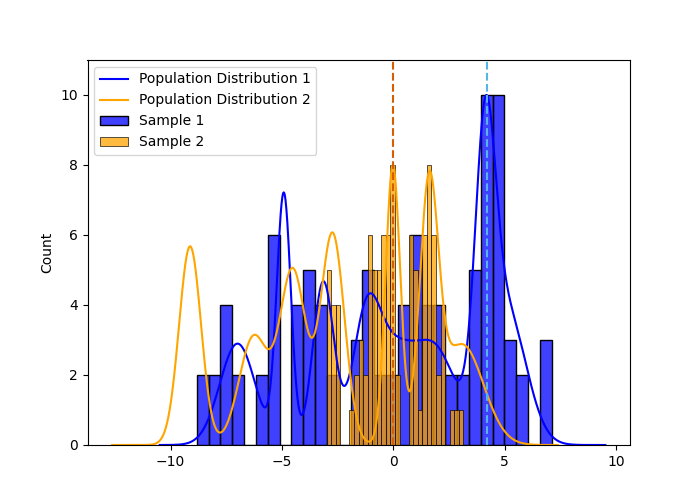 Population Distribution 1
Population Distribution 2
Sample 1
Sample 2
Count
10
8
6
4
2
0
−10
−5
0
5
10